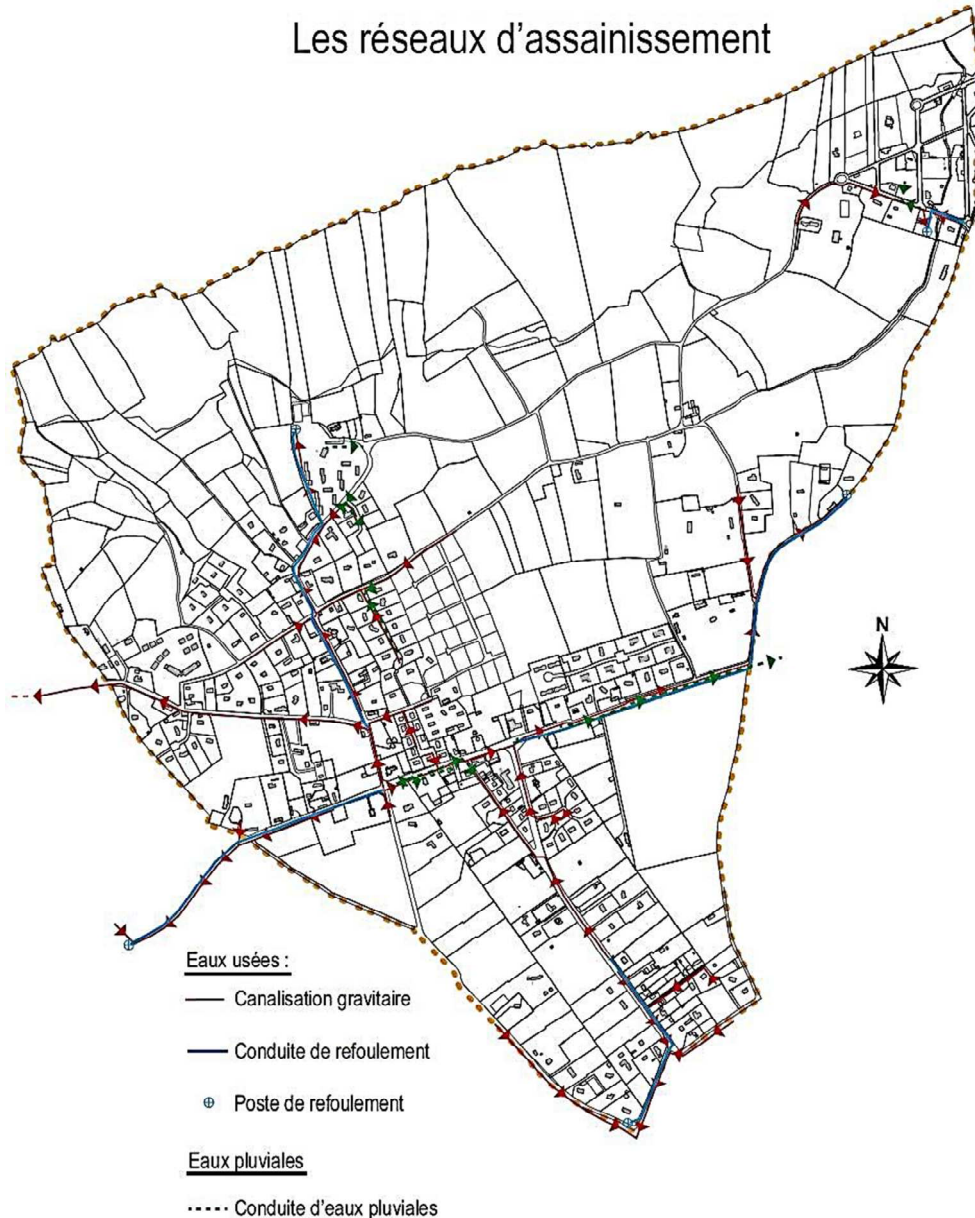 Les réseaux d'assainissement
N
Eaux usées :
Canalisation gravitaire
Conduite de refoulement
Poste de refoulement
Eaux pluviales
Conduite d'eaux pluviales